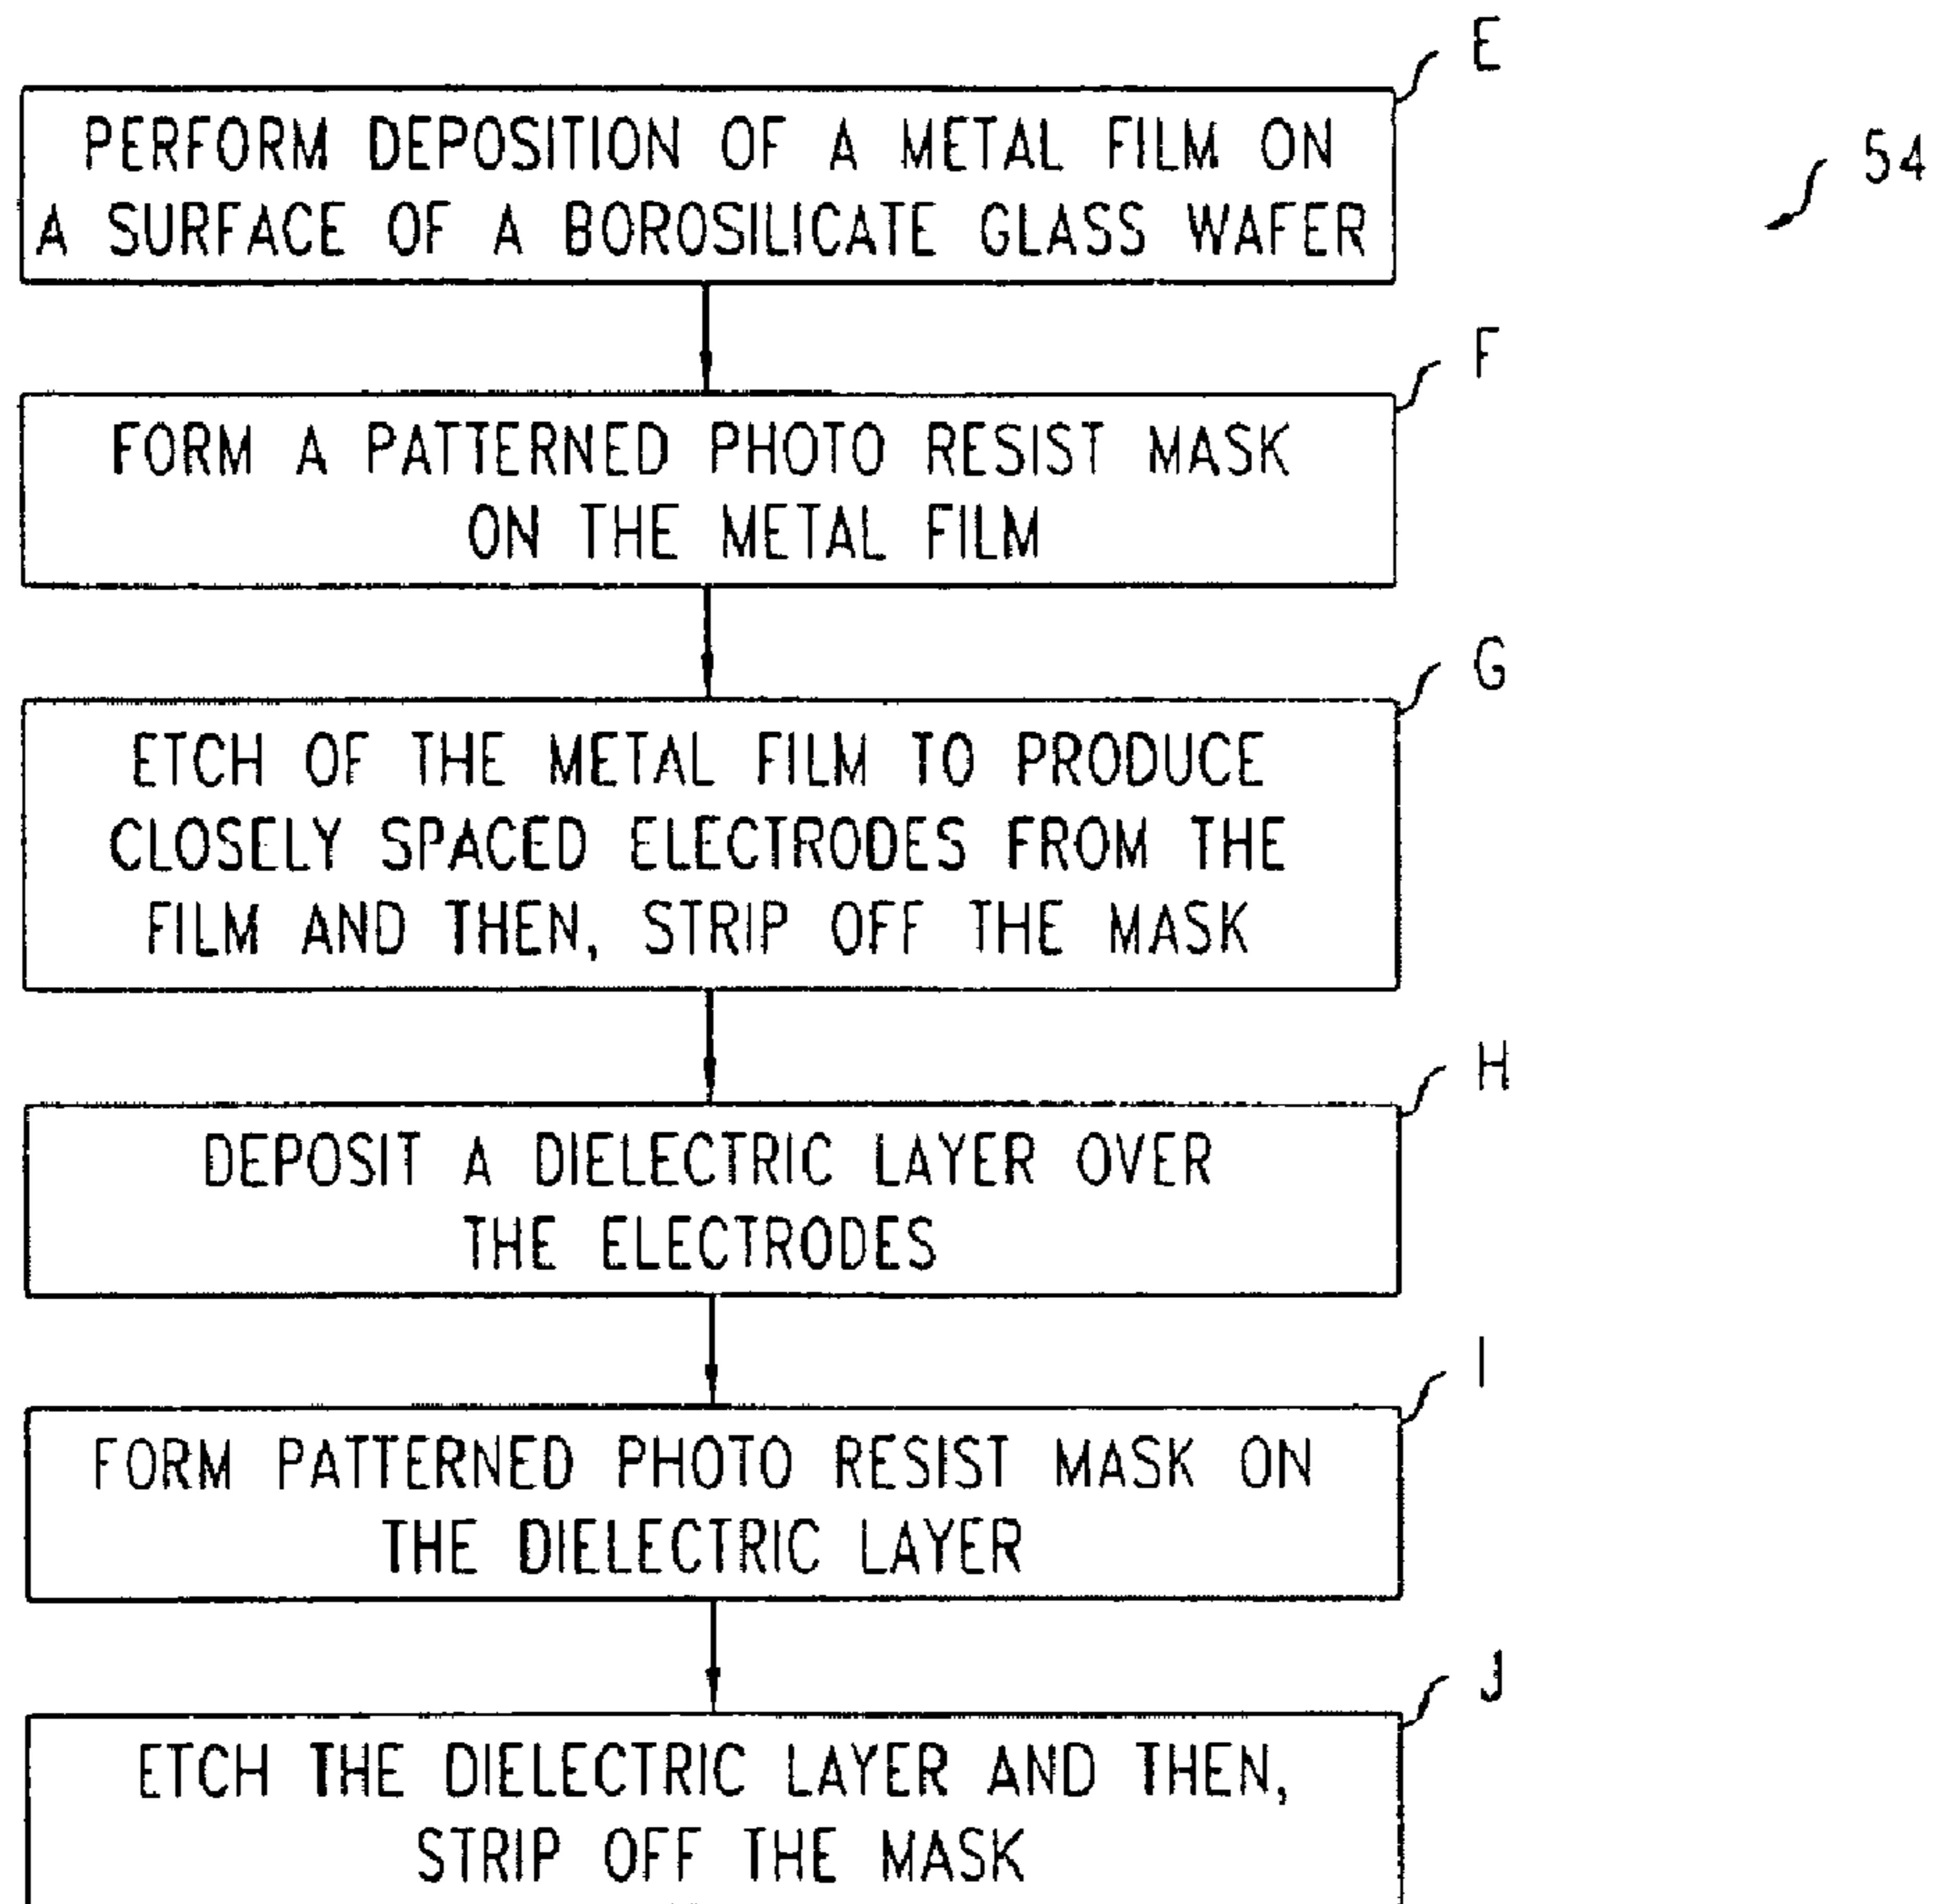 E
PERFORM DEPOSITION OF A METAL FILM ON
A SURFACE OF A BOROSILICATE GLASS WAFER
54
F
FORM A PATTERNED PHOTO RESIST MASK
ON THE METAL FILM
G
ETCH OF THE METAL FILM TO PRODUCE
CLOSELY SPACED ELECTRODES FROM THE
FILM AND THEN, STRIP OFF THE MASK
H
DEPOSIT A DIELECTRIC LAYER OVER
THE ELECTRODES
I
FORM PATTERNED PHOTO RESIST MASK ON
THE DIELECTRIC LAYER
J
ETCH THE DIELECTRIC LAYER AND THEN,
STRIP OFF THE MASK